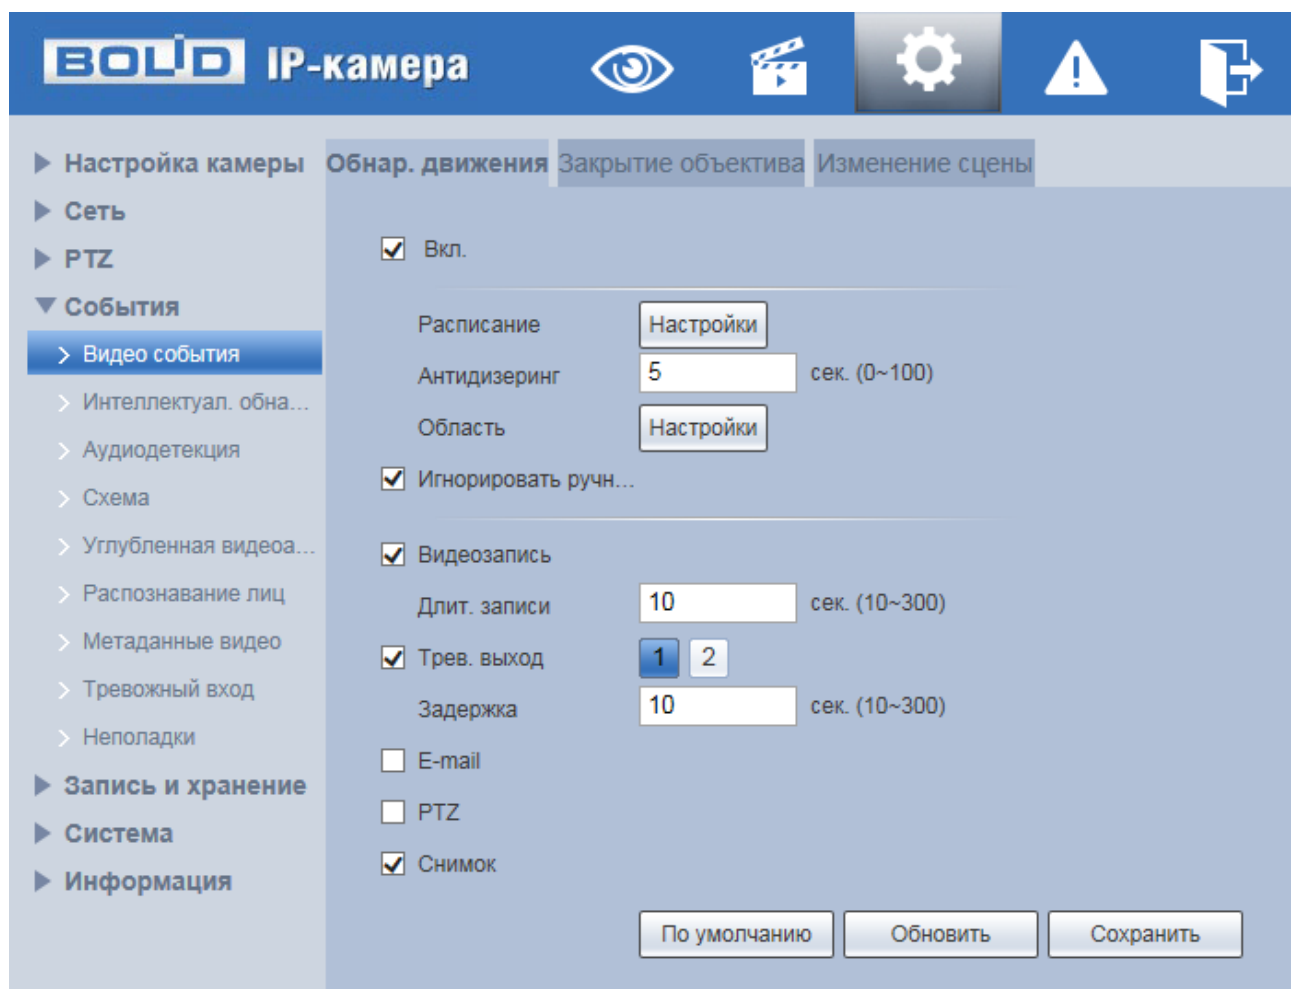 BOLID IP-камера
Настройка камеры
Сеть
PTZ
События
Видео события
Интеллектуал. обна...
Аудиодетекция
Схема
Углубленная видеоа...
Распознавание лиц
Метаданные видео
Тревожный вход
Неполадки
Запись и хранение
Система
Информация
Обнар. движения Закрытие объектива Изменение сцены
Вкл.
Расписание Настройки
Антидизеринг 5 сек. (0~100)
Область Настройки
Игнорировать ручн...
Видеозапись
Длит. записи 10 сек. (10~300)
Трев. выход 1 2
Задержка 10 сек. (10~300)
E-mail
PTZ
Снимок
По умолчанию Обновить Сохранить